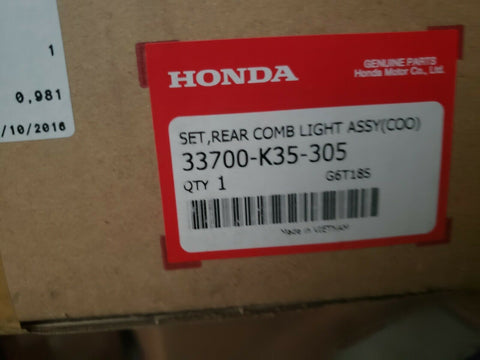 1
0,981
/10/2016
HONDA
GENUINE PARTS
Honda Motor Co., Ltd.
SET,REAR COMB LIGHT ASSY(COO)
33700-K35-305
QTY 1
G6T18S
Made in VIETNAM